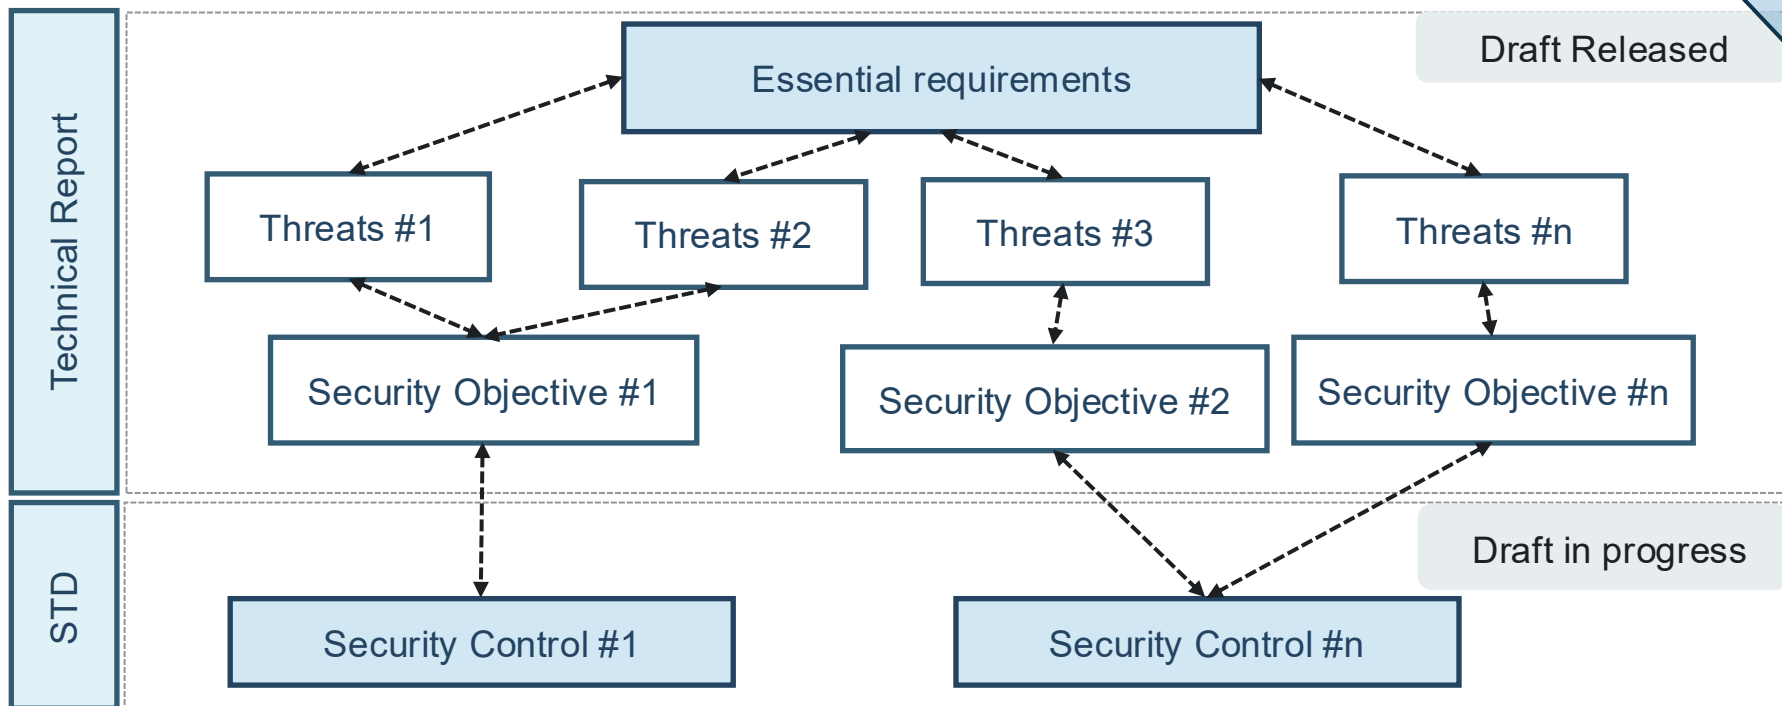 Draft Released
Essential requirements
Technical Report
Threats #1
Threats #2
Threats #3
Threats #n
Security Objective #1
Security Objective #2
Security Objective #n
Draft in progress
STD
Security Control #1
Security Control #n